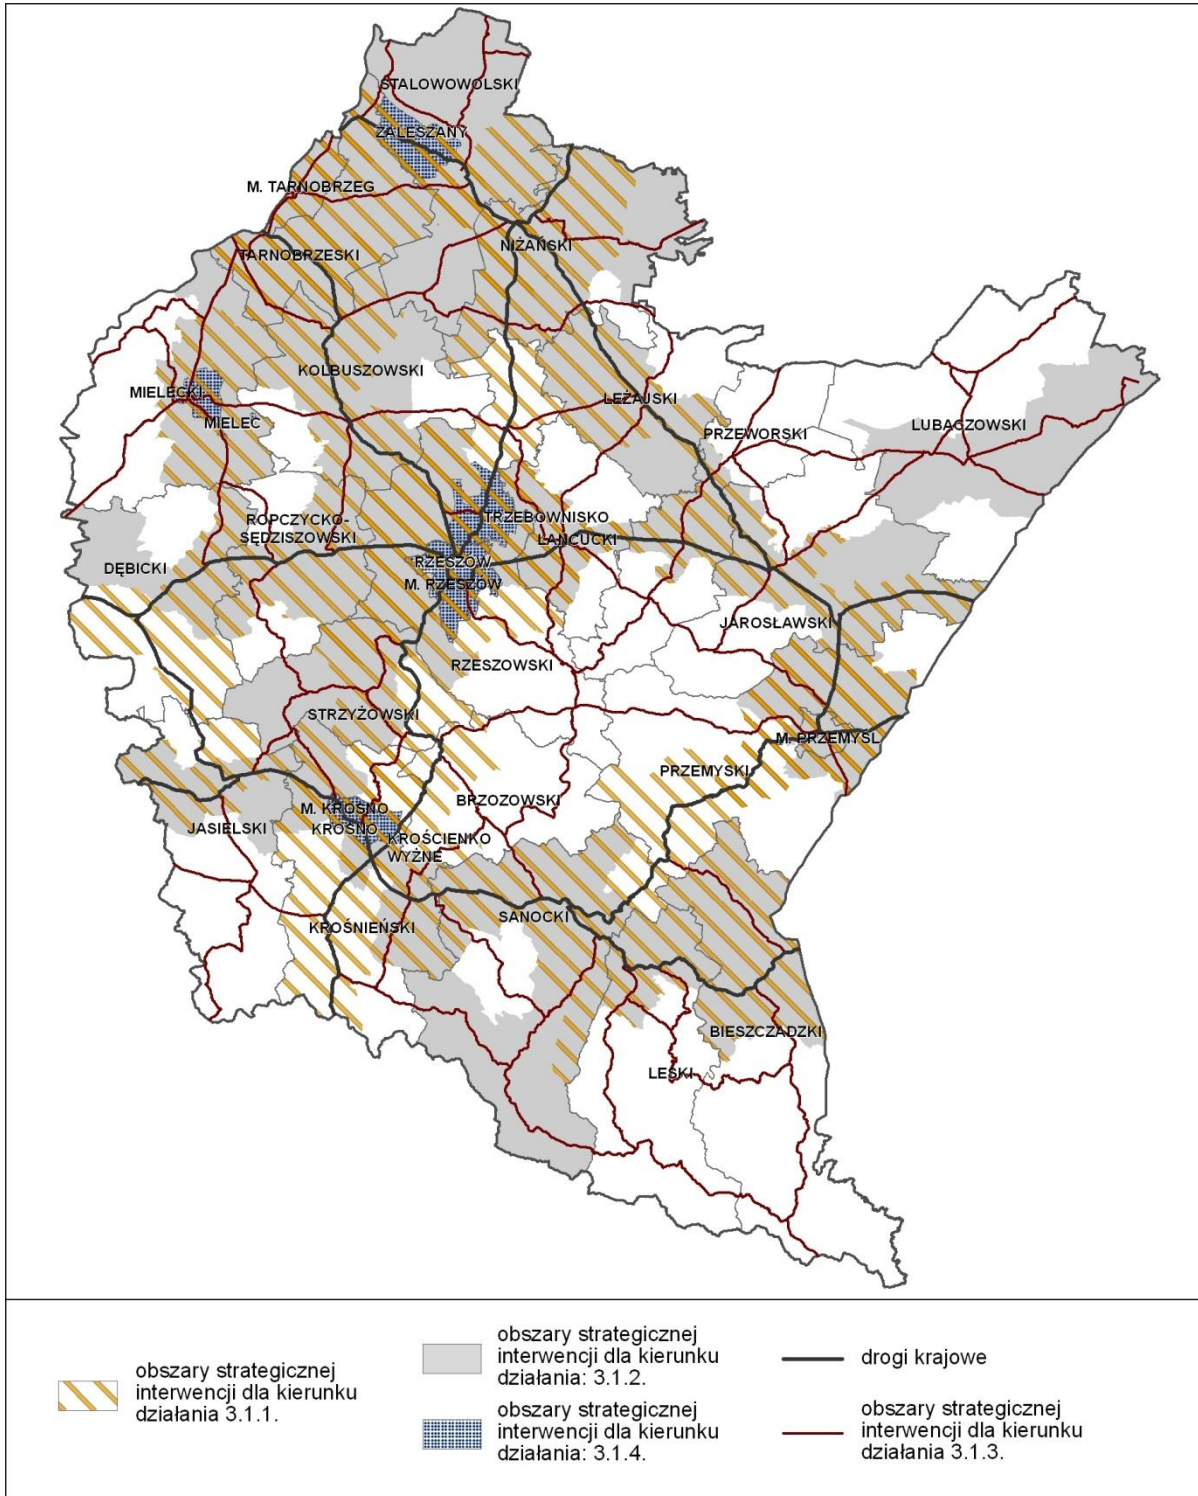 STALOWOWOLSKI
ZALESZANY
M. TARNOBRZEG
NIŻAŃSKI
TARNOBRZESKI
KOLBUSZOWSKI
MIELECKI
MIELEC
LEŻAJSKI
PRZEWORSKI
LUBACZOWSKI
ROPCZYCKO-
SĘDZISZOWSKI
TRZEBOWNISKO
ŁAŃCUCKI
DĘBICKI
RZESZÓW
M. RZESZÓW
JAROSŁAWSKI
RZESZOWSKI
STRZYŻOWSKI
M. PRZEMYŚL
PRZEMYSKI
BRZOZOWSKI
M. KROSNO
JASIELSKI
KROSNO
KROŚCIENKO
WYŻNE
SANOCKI
KROŚNIEŃSKI
BIESZCZADZKI
LESKI
obszary strategicznej
interwencji dla kierunku
działania 3.1.1.
obszary strategicznej
interwencji dla kierunku
działania: 3.1.2.
obszary strategicznej
interwencji dla kierunku
działania: 3.1.4.
drogi krajowe
obszary strategicznej
interwencji dla kierunku
działania 3.1.3.